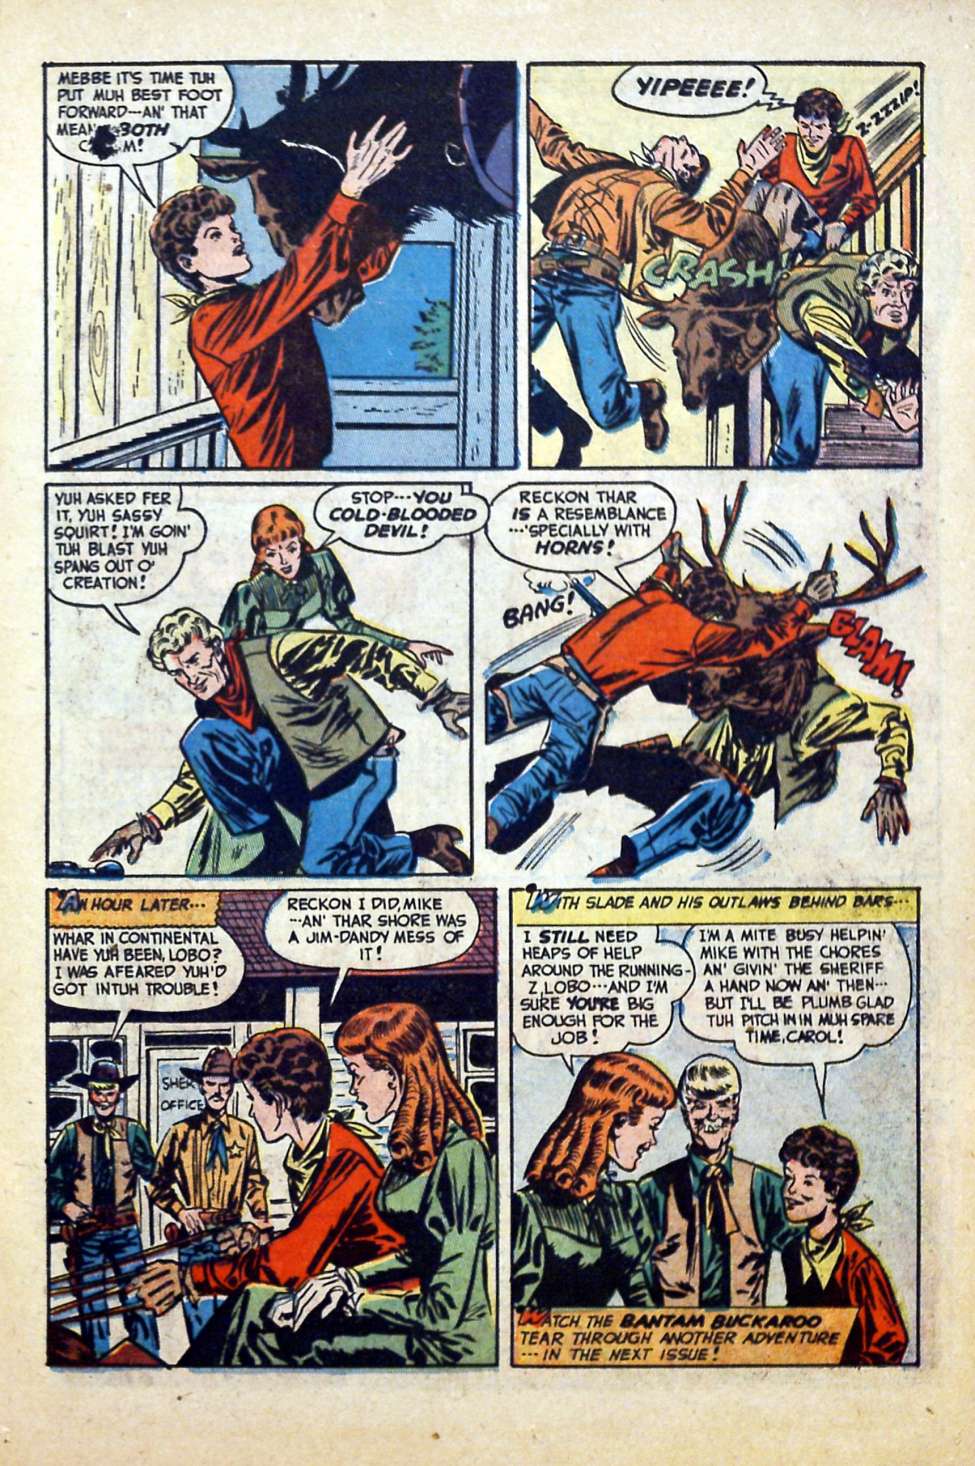 MEBBE IT'S TIME TUH
PUT MUH BEST FOOT
FORWARD---AN' THAT
BOTH
YIPEEEE!
Z-ZZZIP!
CRASH!
YUH ASKED FER
IT, YUH SASSY
SQUIRT! I'M GOIN'
TUH BLAST YUH
SPANG OUT O'
CREATION!
STOP---YOU
COLD-BLOODED
DEVIL!
RECKON THAR
IS A RESEMBLANCE
---'SPECIALLY WITH
HORNS!
BANG!
BLAM!
AN HOUR LATER---
WHAR IN CONTINENTAL
HAVE YUH BEEN, LOBO?
I WAS AFEARED YUH'D
GOT INTUH TROUBLE!
RECKON I DID, MIKE
---AN' THAR SHORE WAS
A JIM-DANDY MESS OF
IT!
SHER
OFFICE
WITH SLADE AND HIS OUTLAWS BEHIND BARS---
I STILL NEED
HEAPS OF HELP
AROUND THE RUNNING-
Z, LOBO---AND I'M
SURE YOU'RE BIG
ENOUGH FOR THE
JOB!
I'M A MITE BUSY HELPIN'
MIKE WITH THE CHORES
AN' GIVIN' THE SHERIFF
A HAND NOW AN' THEN---
BUT I'LL BE PLUMB GLAD
TUH PITCH IN IN MUH SPARE
TIME, CAROL!
WATCH THE BANTAM BUCKAROO
TEAR THROUGH ANOTHER ADVENTURE
---IN THE NEXT ISSUE!